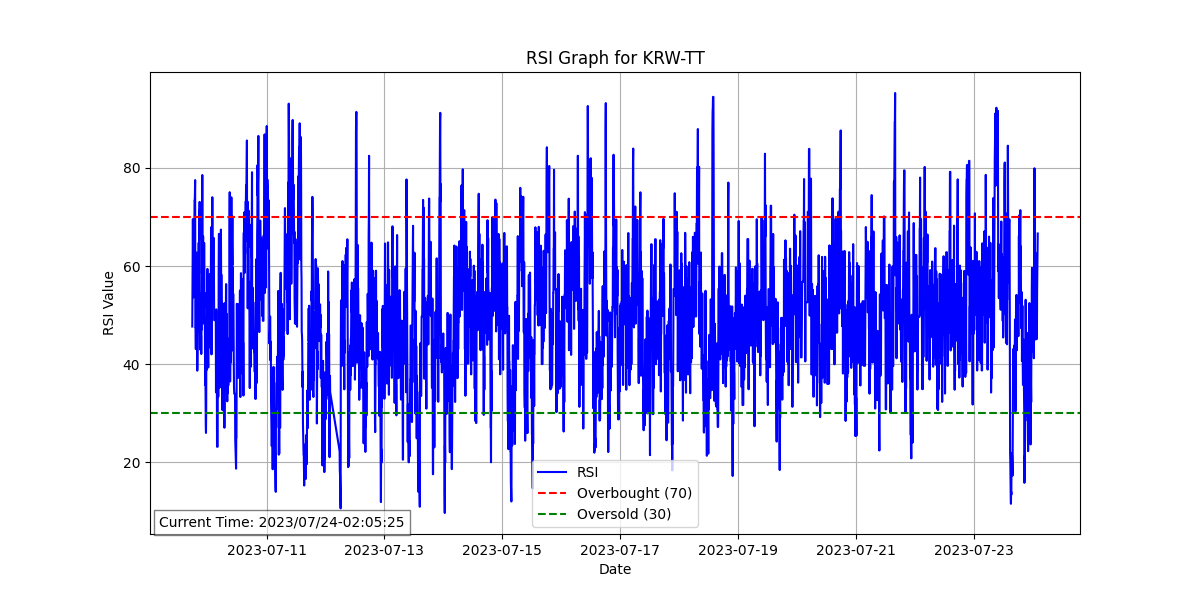 RSI Graph for KRW-TT
RSI Value
80
60
40
20
RSI
Overbought (70)
Oversold (30)
Current Time: 2023/07/24-02:05:25
2023-07-11 2023-07-13 2023-07-15 2023-07-17 2023-07-19 2023-07-21 2023-07-23
Date